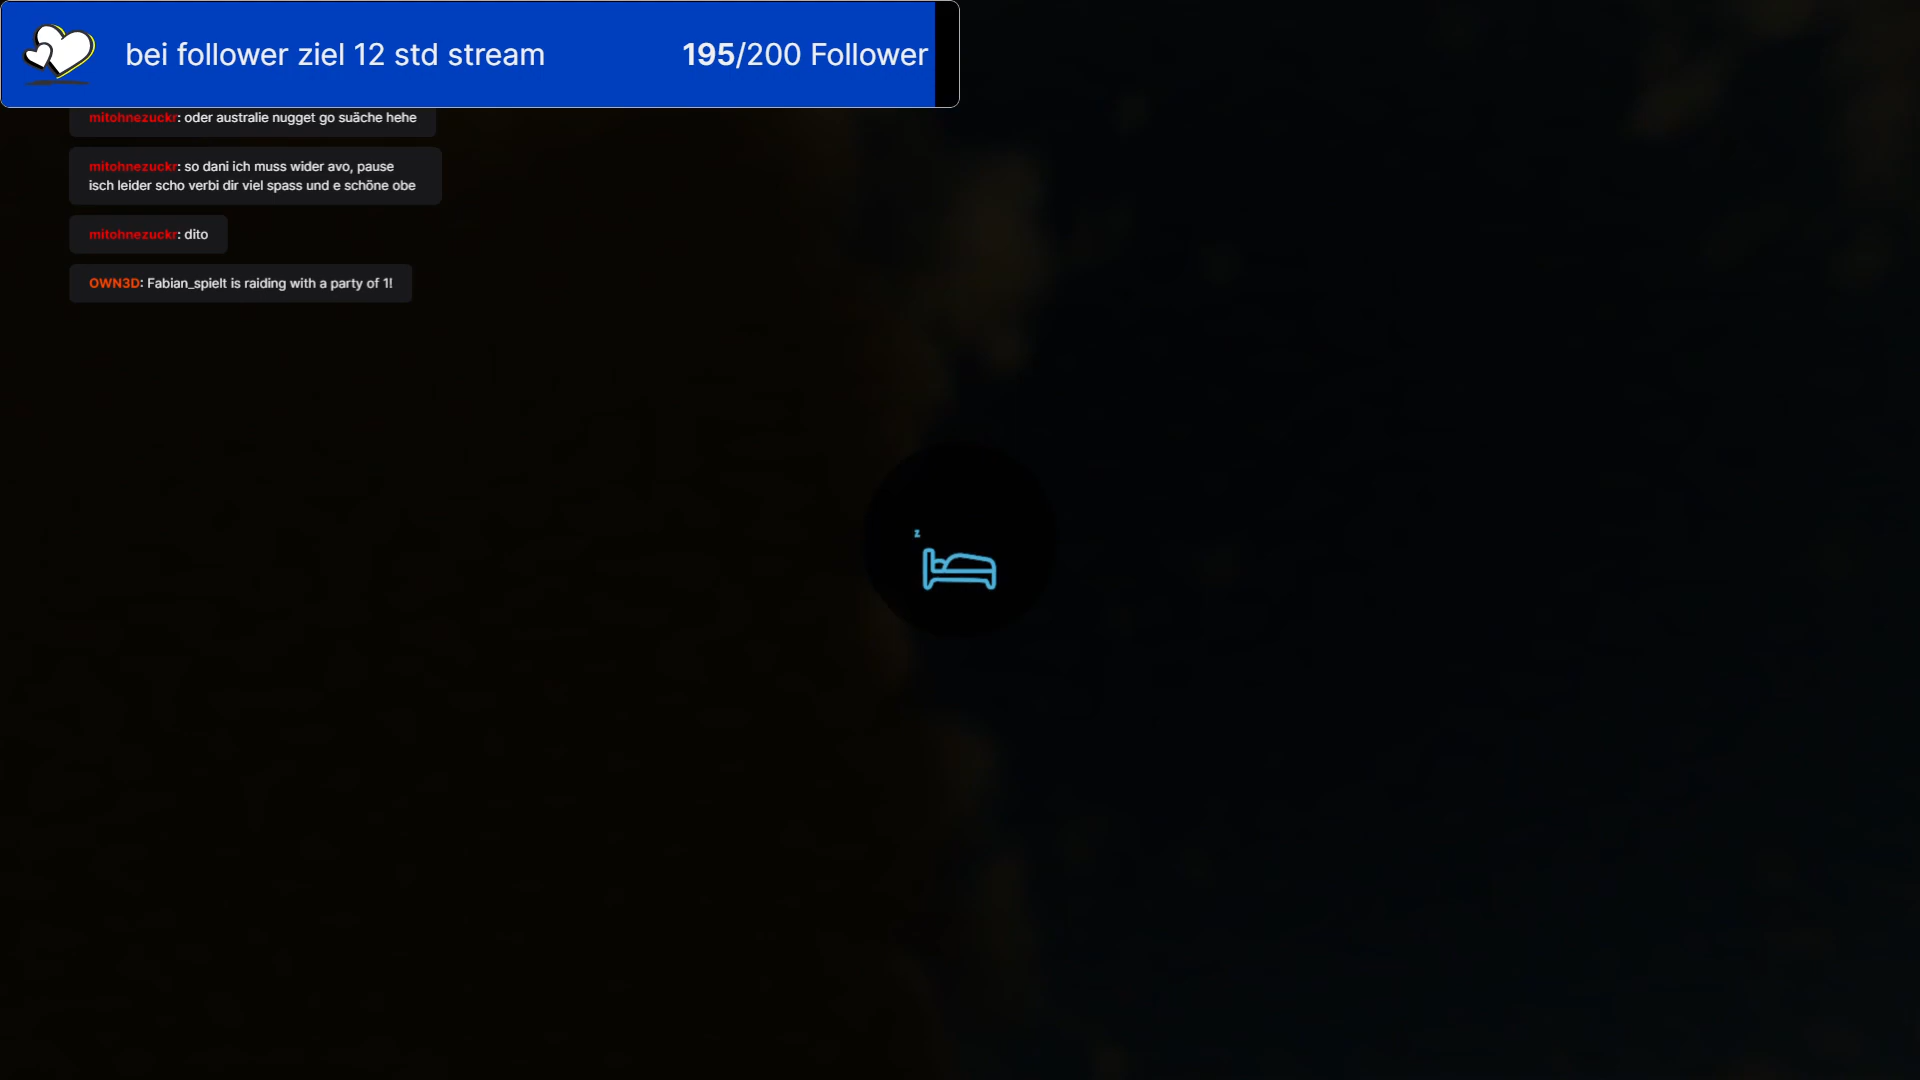 bei follower ziel 12 std stream 195/200 Follower
mitohnezuckr: oder australie nugget go suäche hehe
mitohnezuckr: so dani ich muss wider avo, pause
isch leider scho verbi dir viel spass und e schöne obe
mitohnezuckr: dito
OWN3D: Fabian_spielt is raiding with a party of 1!
z